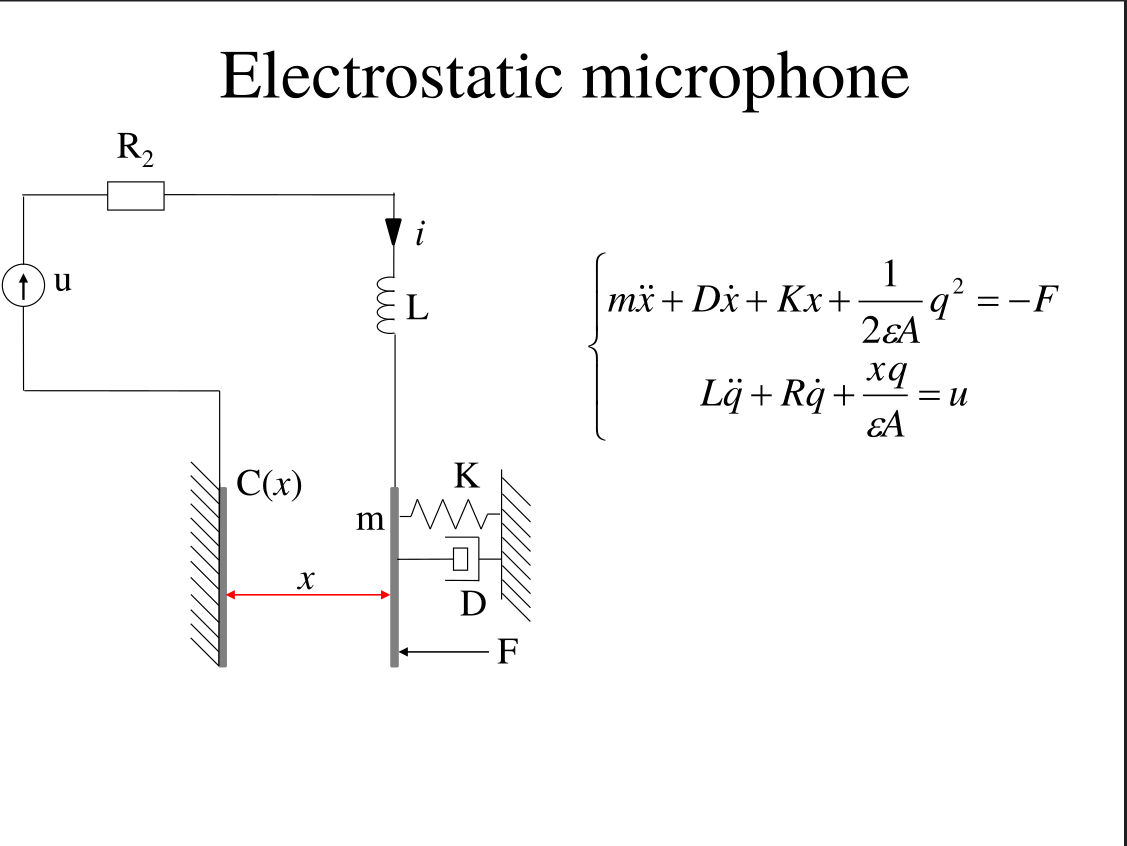 Electrostatic microphone
R₂
i
u
L
mẍ + Dẋ + Kx + 1/(2εA) q² = −F
Lq̈ + Rq̇ + xq/(εA) = u
C(x)
K
m
x
D
F